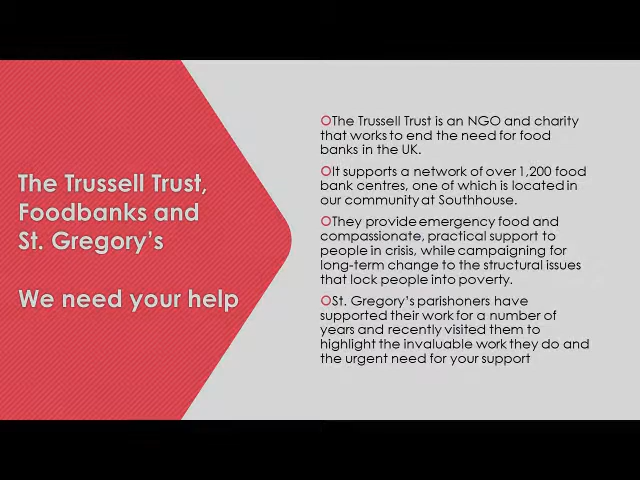 The Trussell Trust,
Foodbanks and
St. Gregory's
We need your help
The Trussell Trust is an NGO and charity
that works to end the need for food
banks in the UK.
It supports a network of over 1,200 food
bank centres, one of which is located in
our community at Southhouse.
They provide emergency food and
compassionate, practical support to
people in crisis, while campaigning for
long-term change to the structural issues
that lock people into poverty.
St. Gregory's parishoners have
supported their work for a number of
years and recently visited them to
highlight the invaluable work they do and
the urgent need for your support